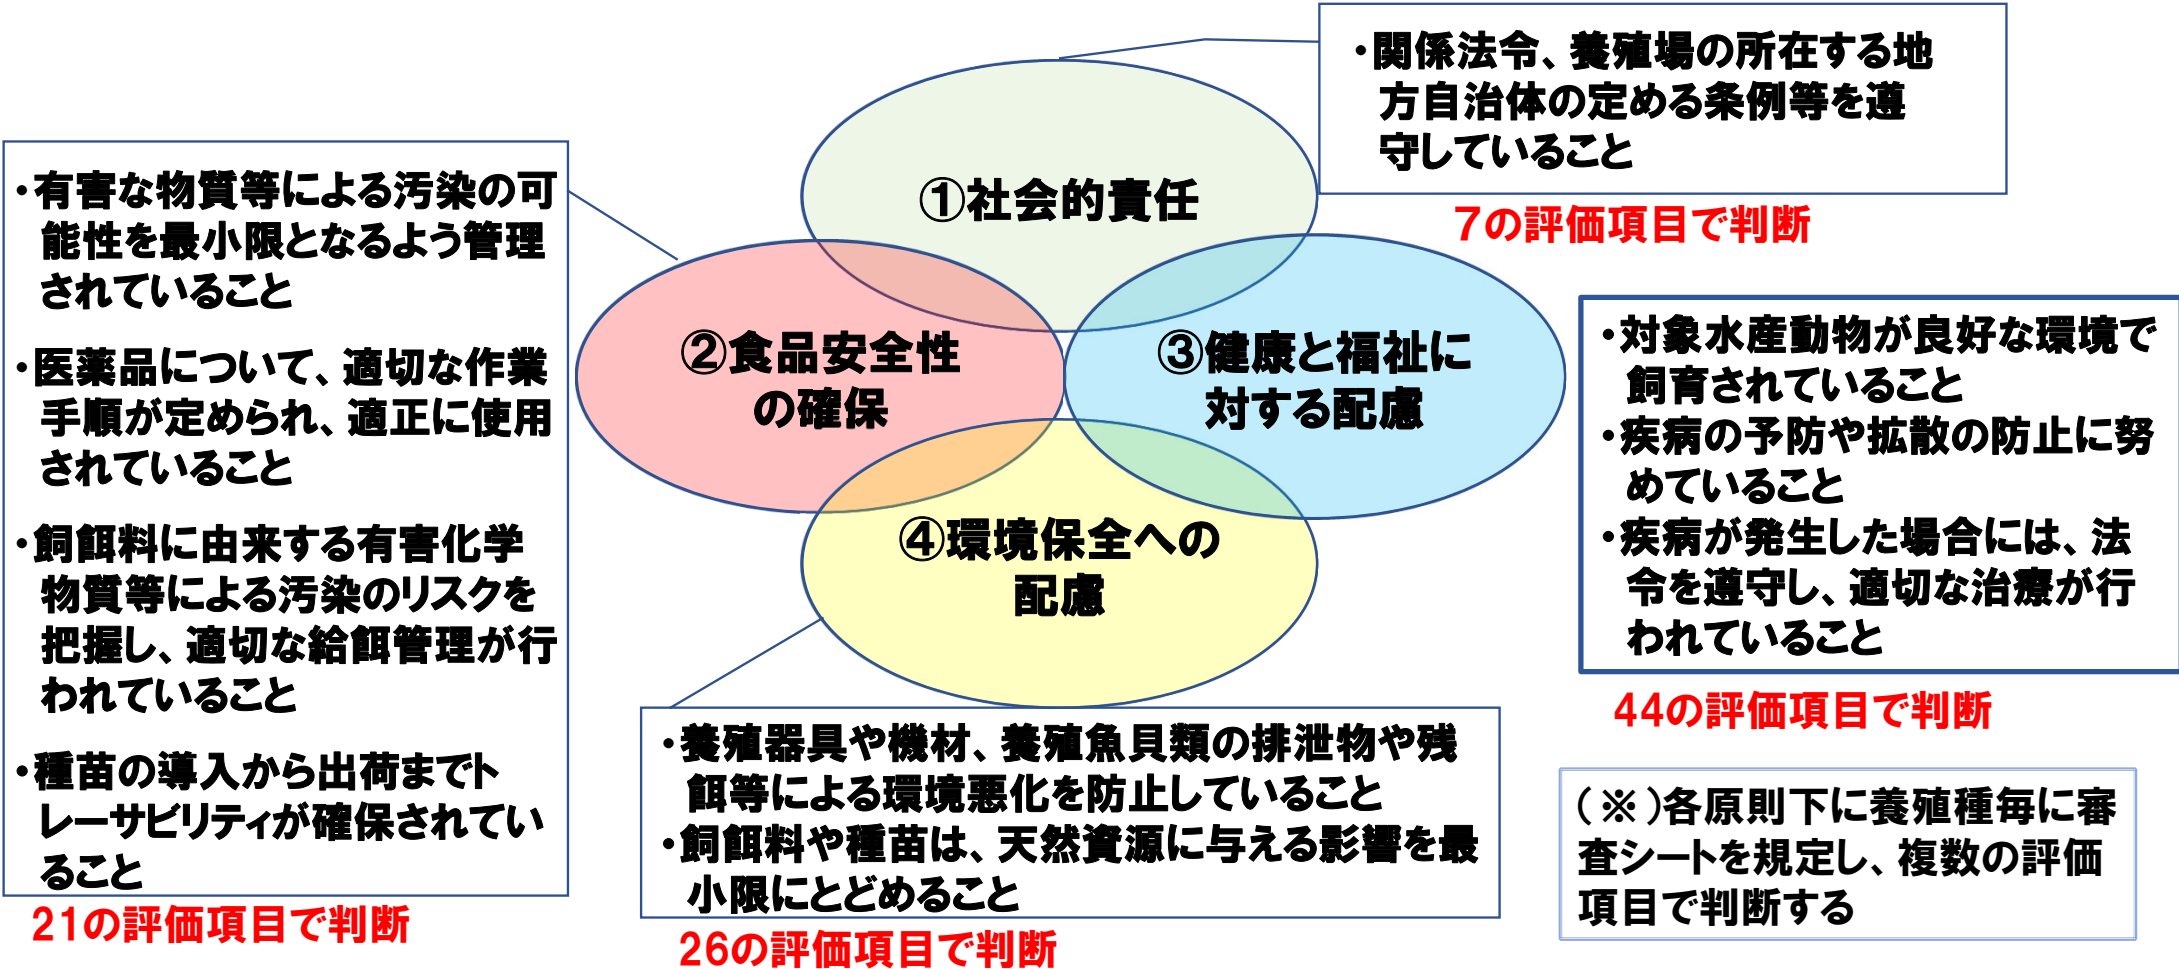 ・関係法令、養殖場の所在する地
方自治体の定める条例等を遵
守していること
7の評価項目で判断
①社会的責任
・有害な物質等による汚染の可
能性を最小限となるよう管理
されていること
・医薬品について、適切な作業
手順が定められ、適正に使用
されていること
・飼餌料に由来する有害化学
物質等による汚染のリスクを
把握し、適切な給餌管理が行
われていること
・種苗の導入から出荷までト
レーサビリティが確保されてい
ること
21の評価項目で判断
②食品安全性
の確保
③健康と福祉に
対する配慮
・対象水産動物が良好な環境で
飼育されていること
・疾病の予防や拡散の防止に努
めていること
・疾病が発生した場合には、法
令を遵守し、適切な治療が行
われていること
44の評価項目で判断
④環境保全への
配慮
・養殖器具や機材、養殖魚貝類の排泄物や残
餌等による環境悪化を防止していること
・飼餌料や種苗は、天然資源に与える影響を最
小限にとどめること
26の評価項目で判断
(※)各原則下に養殖種毎に審
査シートを規定し、複数の評価
項目で判断する